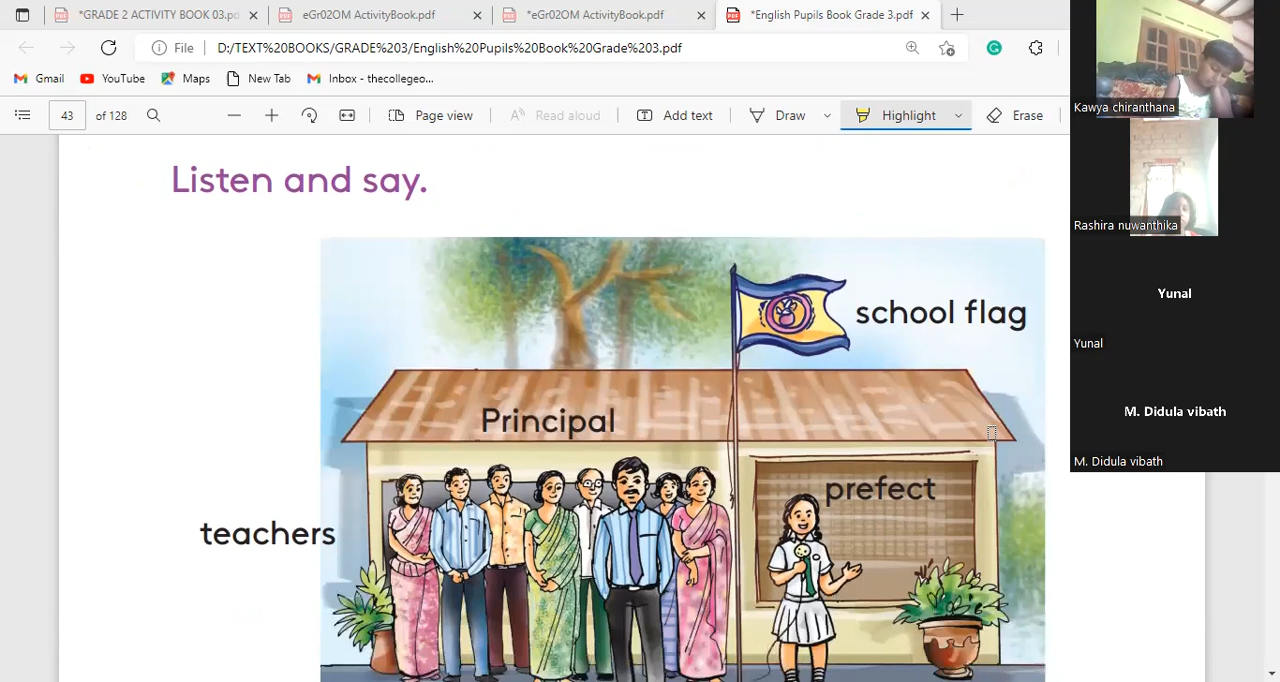 *GRADE 2 ACTIVITY BOOK 03.pd
eGr02OM ActivityBook.pdf
*eGr02OM ActivityBook.pdf
*English Pupils Book Grade 3.pdf
File D:/TEXT%20BOOKS/GRADE%203/English%20Pupils%20Book%20Grade%203.pdf
Gmail YouTube Maps New Tab Inbox - thecollegeo...
43 of 128 Page view Read aloud Add text Draw Highlight Erase
Listen and say.
school flag
Principal
prefect
teachers
Kawya chiranthana
Rashira nuwanthika
Yunal
Yunal
M. Didula vibath
M. Didula vibath